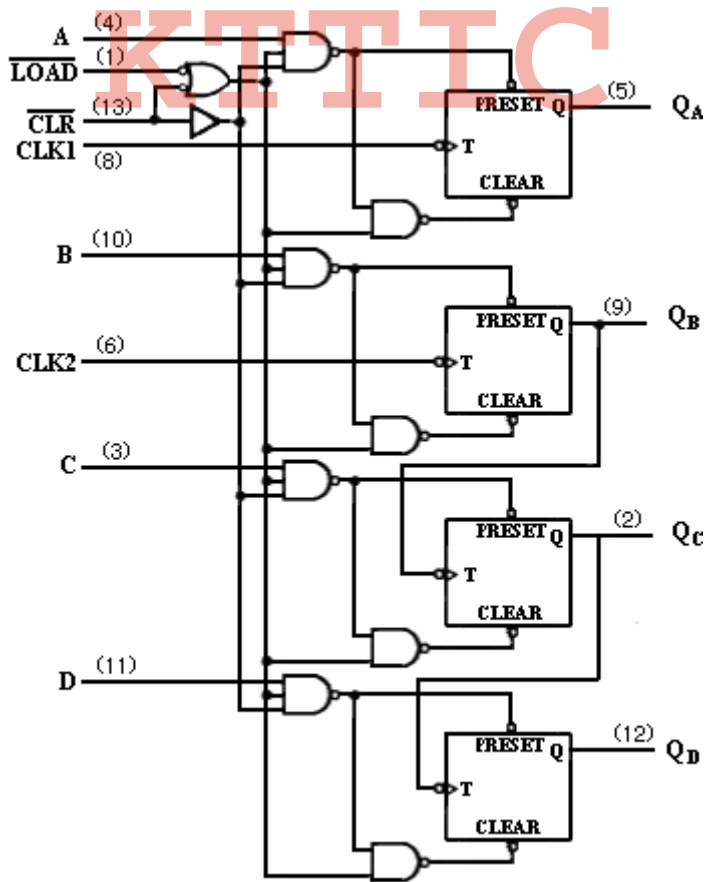 KTTIC
A (4)
LOAD (1)
CLR (13)
CLK1 (8)
PRESET Q (5) QA
T
CLEAR
B (10)
PRESET Q (9) QB
CLK2 (6) T
CLEAR
C (3)
PRESET Q (2) QC
T
CLEAR
D (11)
PRESET Q (12) QD
T
CLEAR